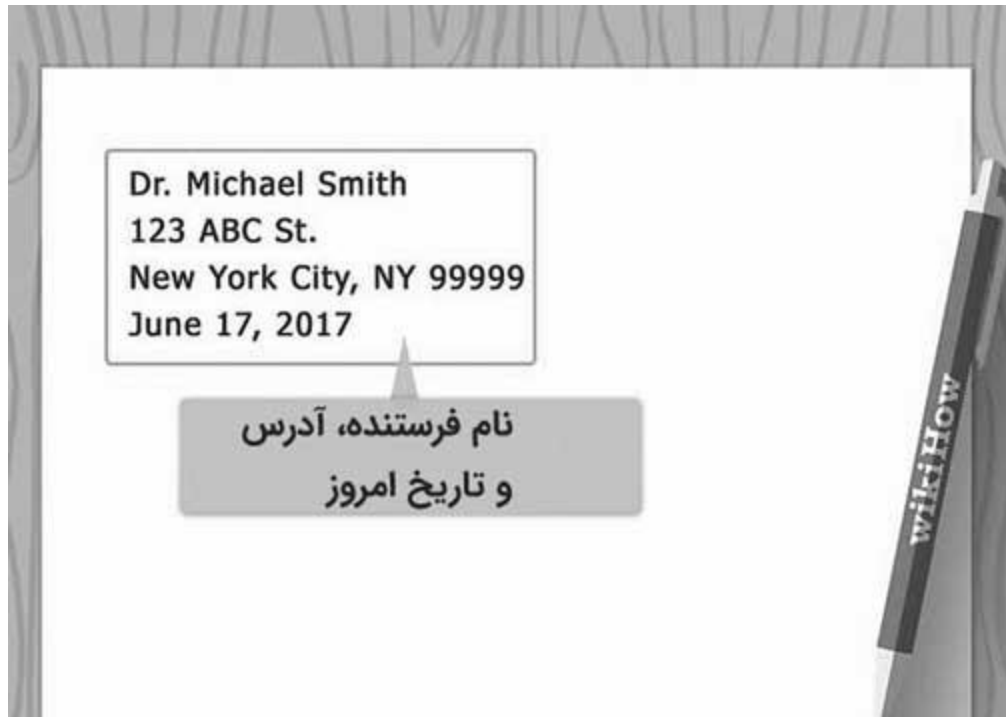 Dr. Michael Smith
123 ABC St.
New York City, NY 99999
June 17, 2017
نام فرستنده، آدرس
و تاریخ امروز
wikiHow